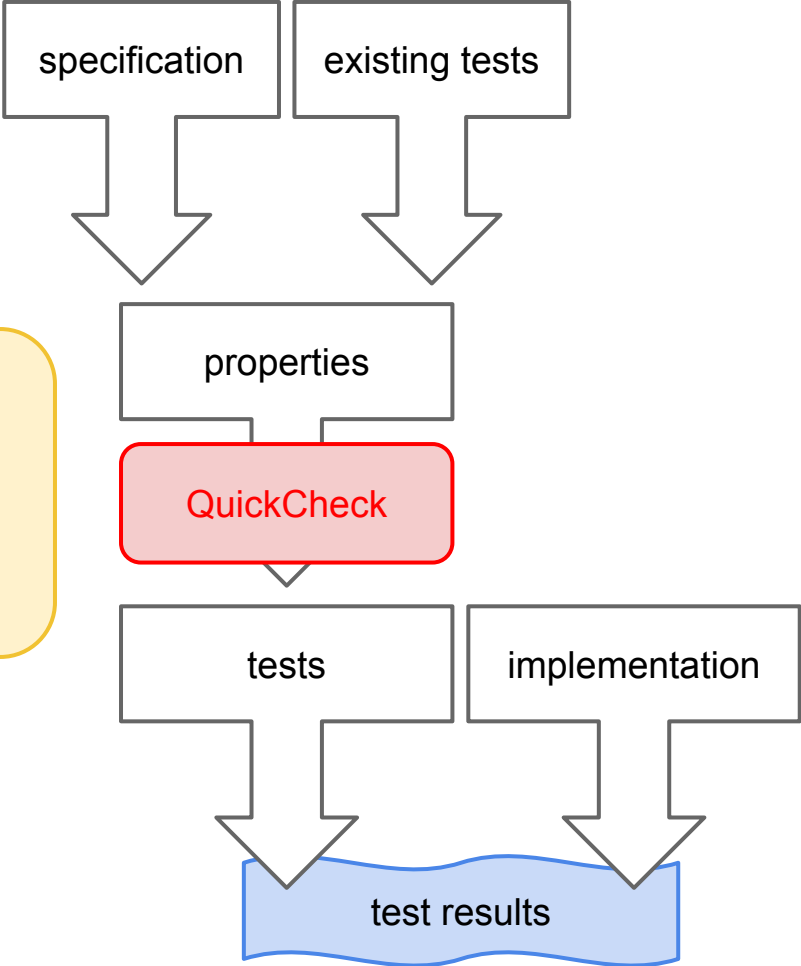 specification
existing tests
properties
QuickCheck
tests
implementation
test results